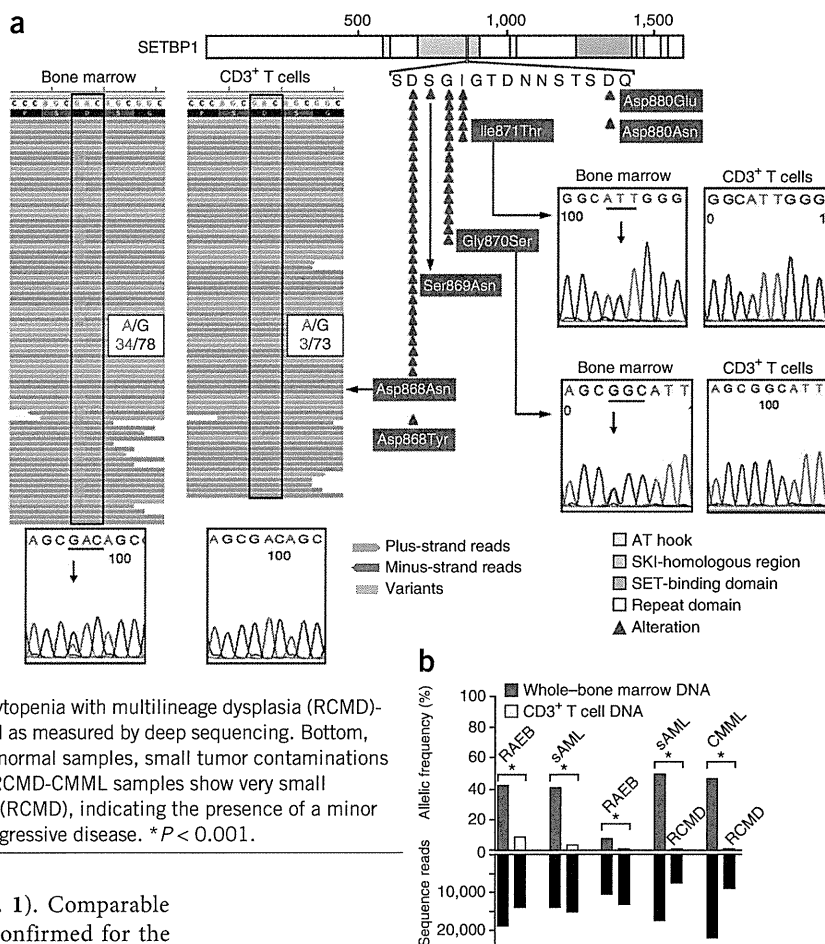 a
500 1,000 1,500
SETBP1
Bone marrow
CD3+ T cells
S D S G I G T D N N S T S D Q
Asp880Glu
Asp880Asn
Ile871Thr
Gly870Ser
Ser869Asn
Asp868Asn
Asp868Tyr
A/G
34/78
A/G
3/73
Bone marrow
CD3+ T cells
G G C A T T G G G
100
G G C A T T G G G
0 1
Bone marrow
CD3+ T cells
A G C G G C A T T
0
A G C G G C A T T
100
A G C G A C A G C
100
A G C G A C A G C
100
Plus-strand reads
Minus-strand reads
Variants
AT hook
SKI-homologous region
SET-binding domain
Repeat domain
Alteration
ytopenia with multilineage dysplasia (RCMD)-
d as measured by deep sequencing. Bottom,
normal samples, small tumor contaminations
RCMD-CMML samples show very small
(RCMD), indicating the presence of a minor
gressive disease. *P < 0.001.
. 1). Comparable
onfirmed for the
b
Whole–bone marrow DNA
CD3+ T cell DNA
Allelic frequency (%)
100
80
60
40
20
0
RAEB
*
sAML
*
RAEB
*
sAML
*
RCMD
CMML
*
RCMD
Sequence reads
10,000
20,000